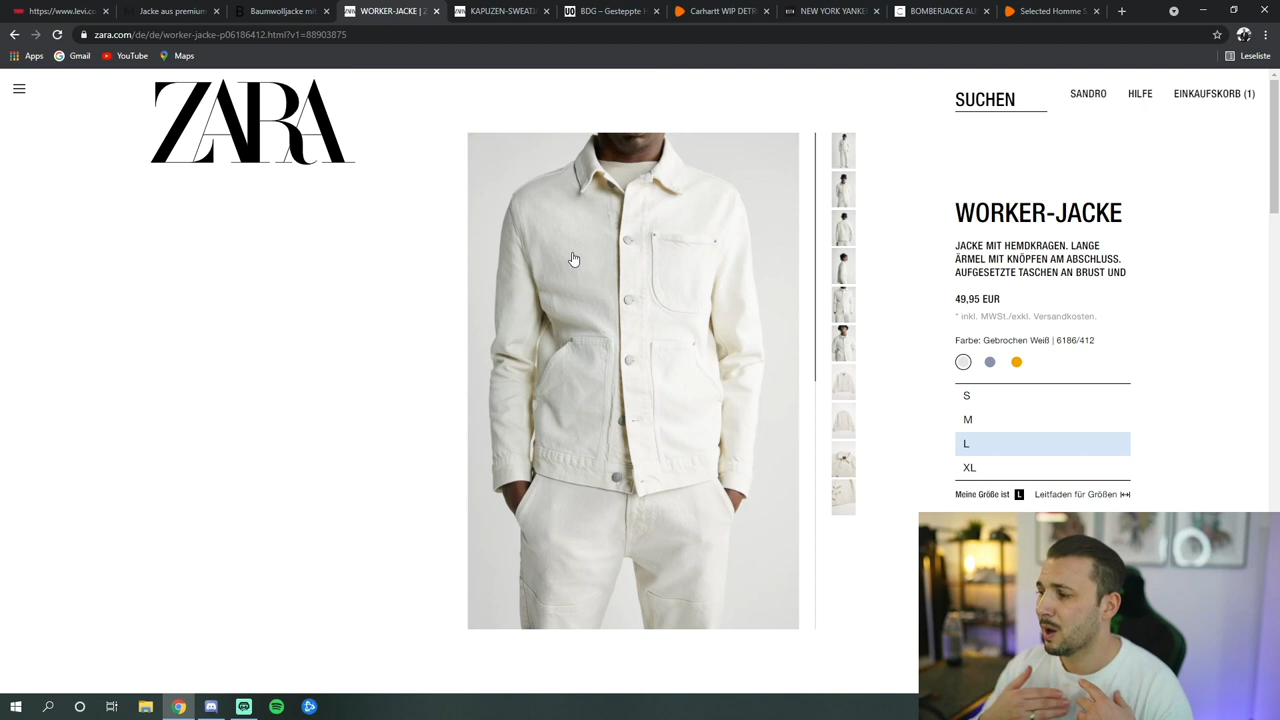 https://www.levi.co
Jacke aus premium
Baumwolljacke mit
WORKER-JACKE | Z
KAPUZEN-SWEATJ
BDG – Gesteppte H
Carhartt WIP DETR
NEW YORK YANKE
BOMBERJACKE AU
Selected Homme S
zara.com/de/de/worker-jacke-p06186412.html?v1=88903875
Apps
Gmail
YouTube
Maps
Leseliste
ZARA
SUCHEN
SANDRO
HILFE
EINKAUFSKORB (1)
WORKER-JACKE
JACKE MIT HEMDKRAGEN. LANGE
ÄRMEL MIT KNÖPFEN AM ABSCHLUSS.
AUFGESETZTE TASCHEN AN BRUST UND
49,95 EUR
* inkl. MWSt./exkl. Versandkosten.
Farbe: Gebrochen Weiß | 6186/412
S
M
L
XL
Meine Größe ist L
Leitfaden für Größen